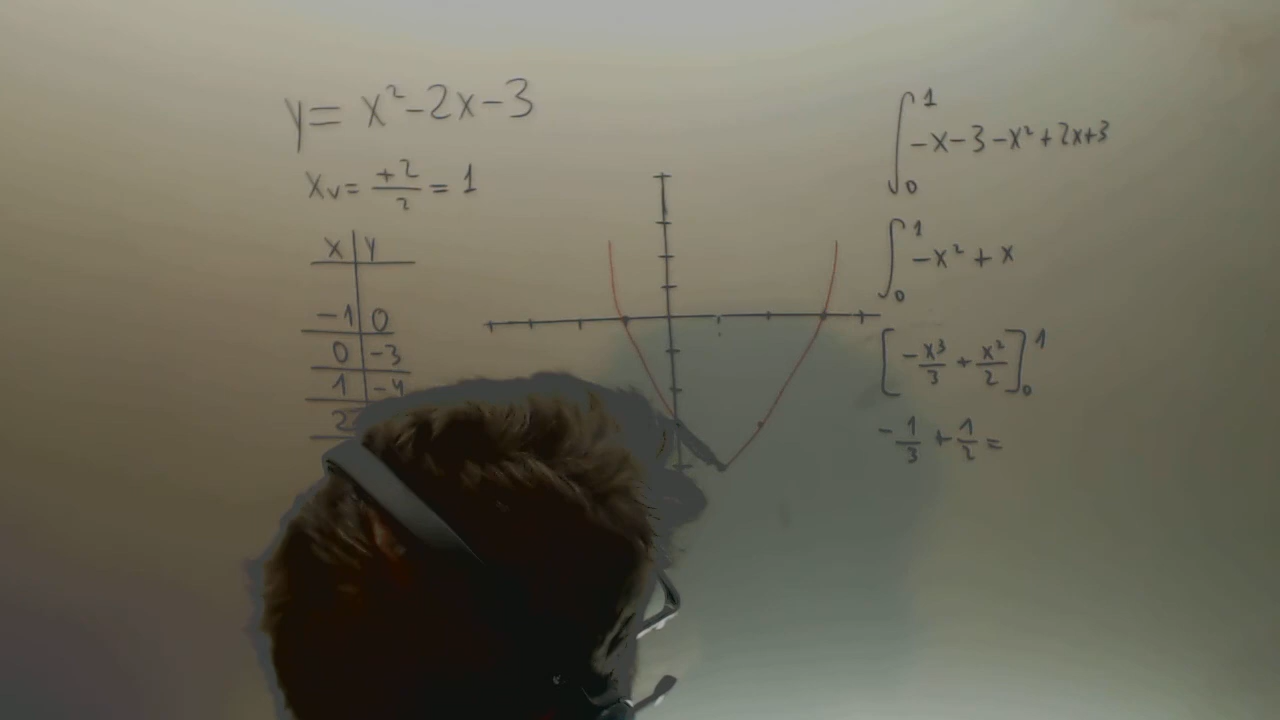 y = x² - 2x - 3
xv = +2/2 = 1
x | y
-1 | 0
0 | -3
1 | -4
2
∫₀¹ -x - 3 - x² + 2x + 3
∫₀¹ -x² + x
[-x³/3 + x²/2]₀¹
-1/3 + 1/2 =